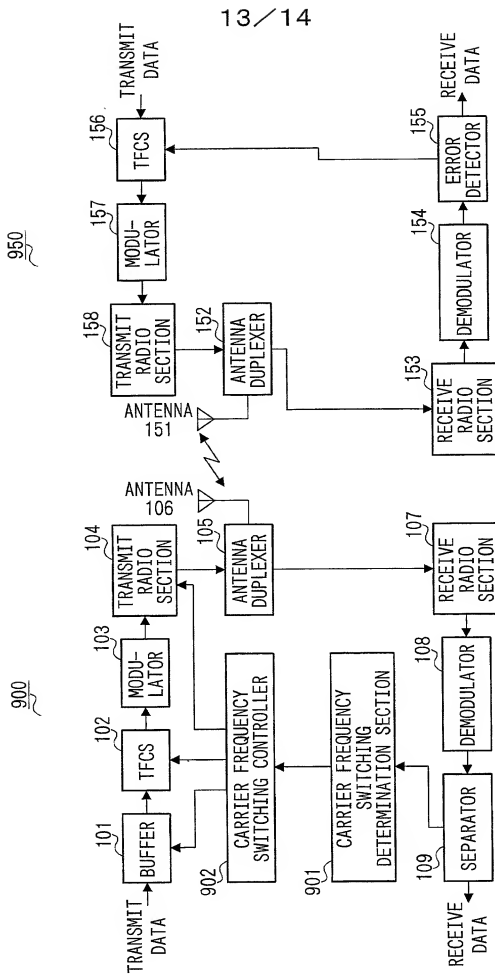 13/14
900
TRANSMIT
DATA
101
BUFFER
102
TFCS
103
MODU-
LATOR
104
TRANSMIT
RADIO
SECTION
ANTENNA
106
105
ANTENNA
DUPLEXER
902
CARRIER FREQUENCY
SWITCHING CONTROLLER
901
CARRIER FREQUENCY
SWITCHING
DETERMINATION SECTION
107
RECEIVE
RADIO
SECTION
108
DEMODULATOR
109
SEPARATOR
RECEIVE
DATA
950
TRANSMIT
DATA
156
TFCS
157
MODU-
LATOR
158
TRANSMIT
RADIO
SECTION
ANTENNA
151
152
ANTENNA
DUPLEXER
153
RECEIVE
RADIO
SECTION
154
DEMODULATOR
155
ERROR
DETECTOR
RECEIVE
DATA